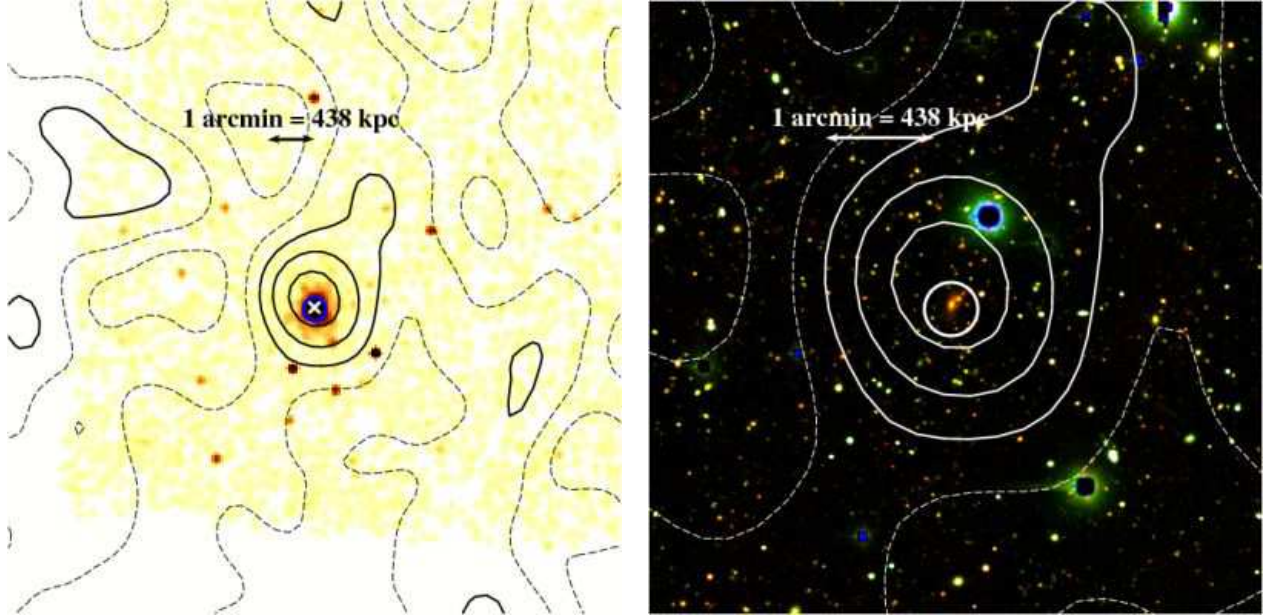 1 arcmin = 438 kpc
1 arcmin = 438 kpc